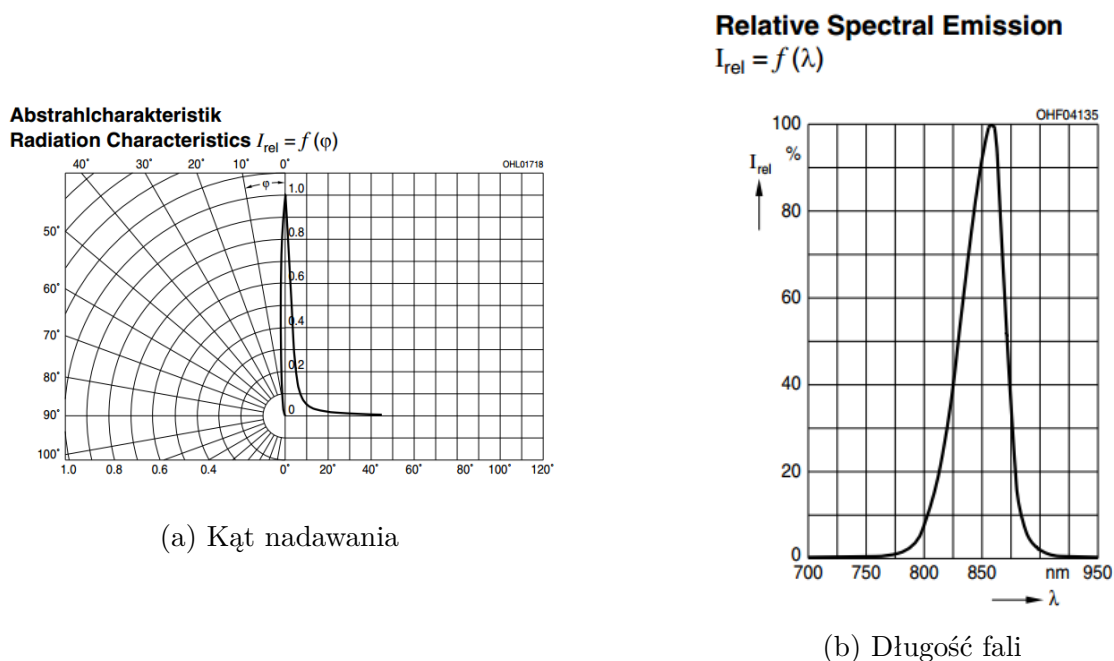 Abstrahlcharakteristik
Radiation Characteristics I_rel = f (φ)
OHL01718
40˚ 30˚ 20˚ 10˚ 0˚
φ
50˚
60˚
70˚
80˚
90˚
100˚
1.0
0.8
0.6
0.4
0.2
0
1.0 0.8 0.6 0.4 0˚ 20˚ 40˚ 60˚ 80˚ 100˚ 120˚
(a) Kąt nadawania
Relative Spectral Emission
I_rel = f (λ)
OHF04135
I_rel %
100
80
60
40
20
0
700 750 800 850 nm 950
λ
(b) Długość fali